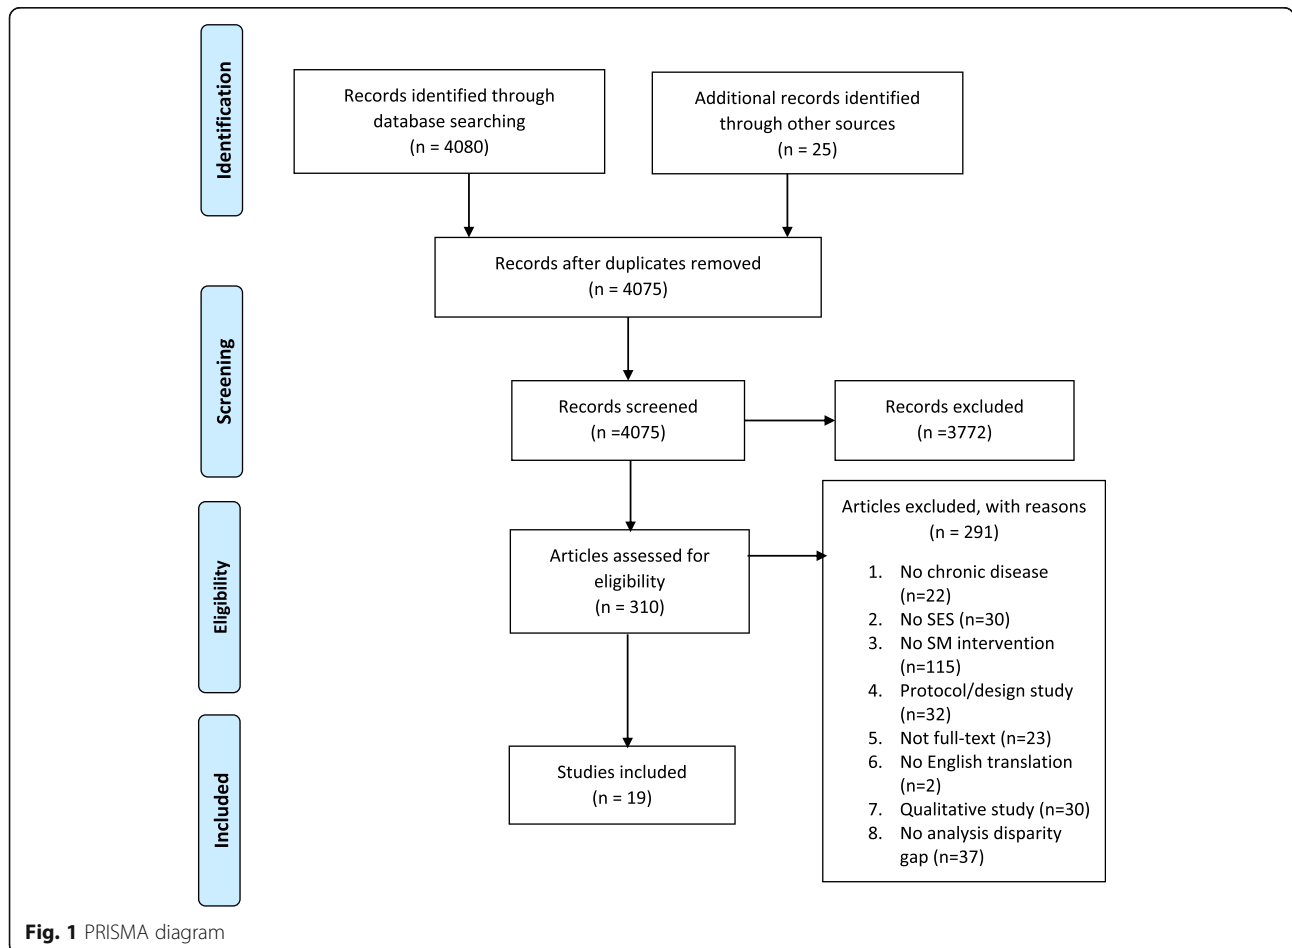 Identification
Records identified through
database searching
(n = 4080)
Additional records identified
through other sources
(n = 25)
Records after duplicates removed
(n = 4075)
Screening
Records screened
(n =4075)
Records excluded
(n =3772)
Eligibility
Articles assessed for
eligibility
(n = 310)
Articles excluded, with reasons
(n = 291)
1. No chronic disease
(n=22)
2. No SES (n=30)
3. No SM intervention
(n=115)
4. Protocol/design study
(n=32)
5. Not full-text (n=23)
6. No English translation
(n=2)
7. Qualitative study (n=30)
8. No analysis disparity
gap (n=37)
Included
Studies included
(n = 19)
Fig. 1 PRISMA diagram